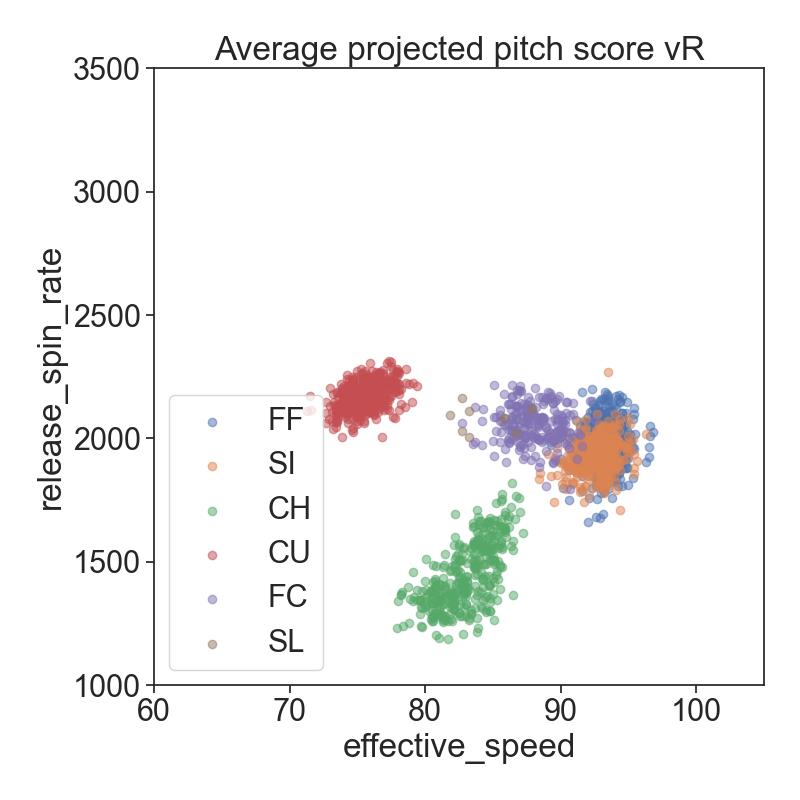 Average projected pitch score vR
release_spin_rate
3500
3000
2500
2000
1500
1000
FF
SI
CH
CU
FC
SL
60 70 80 90 100
effective_speed